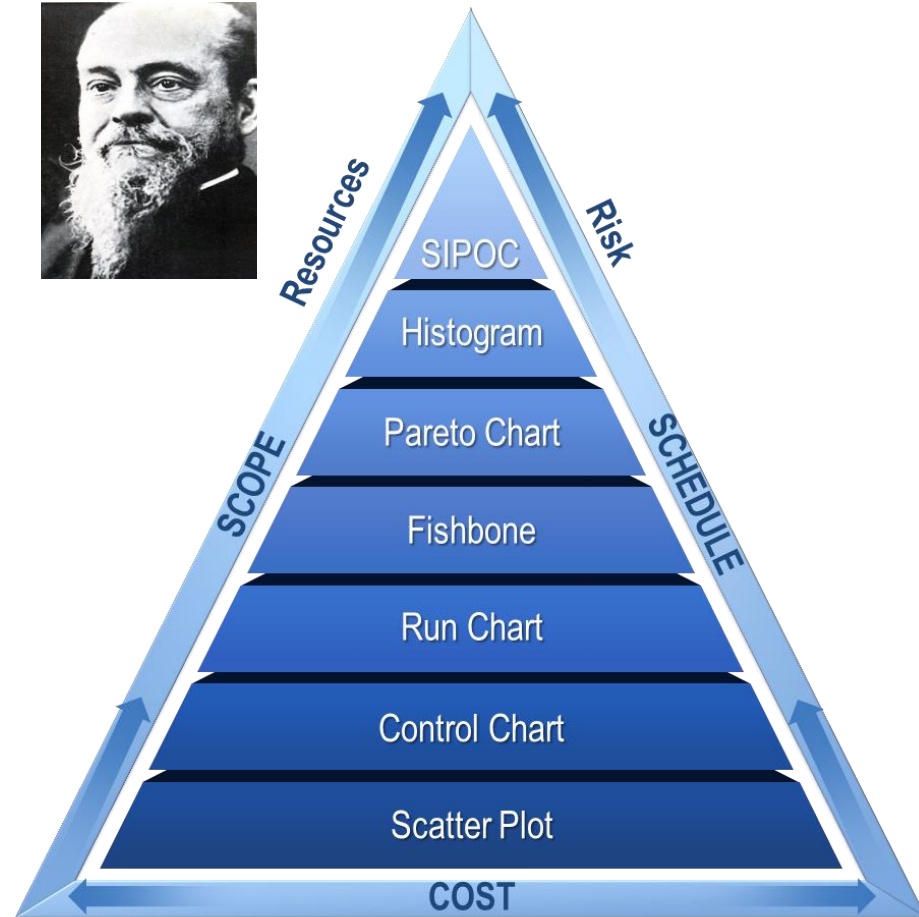 Resources
Risk
SIPOC
Histogram
Pareto Chart
SCOPE
SCHEDULE
Fishbone
Run Chart
Control Chart
Scatter Plot
COST